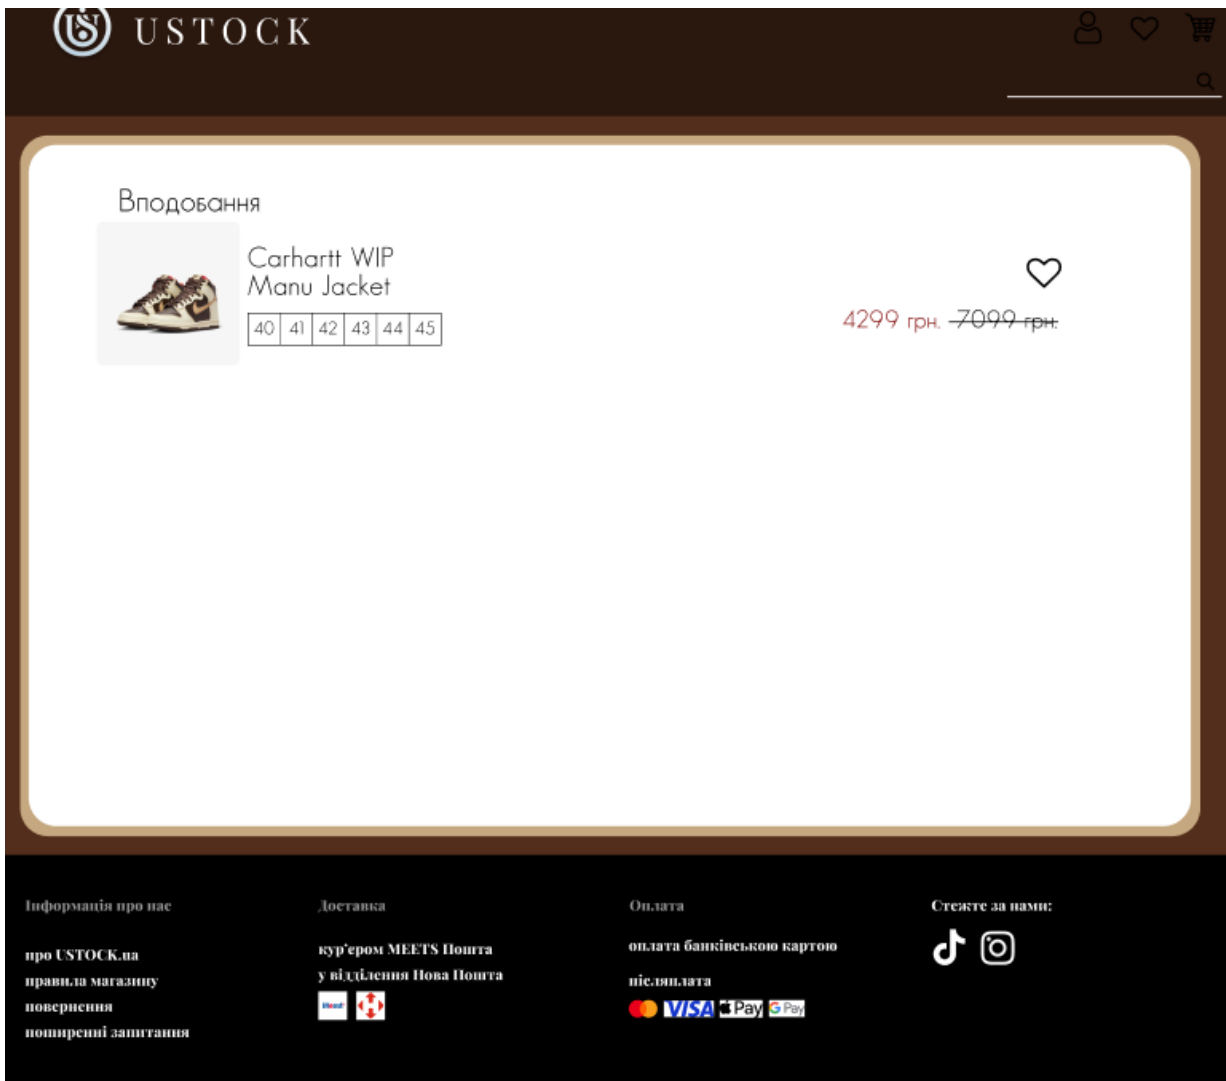 USTOCK
Вподобання
Carhartt WIP
Manu Jacket
40 41 42 43 44 45
4299 грн. 7099 грн.
Інформація про нас
про USTOCK.ua
правила магазину
повернення
поширенні запитання
Доставка
кур'єром MEETS Пошта
у відділення Нова Пошта
Оплата
оплата банківською картою
післяплата
VISA Pay G Pay
Стежте за нами: